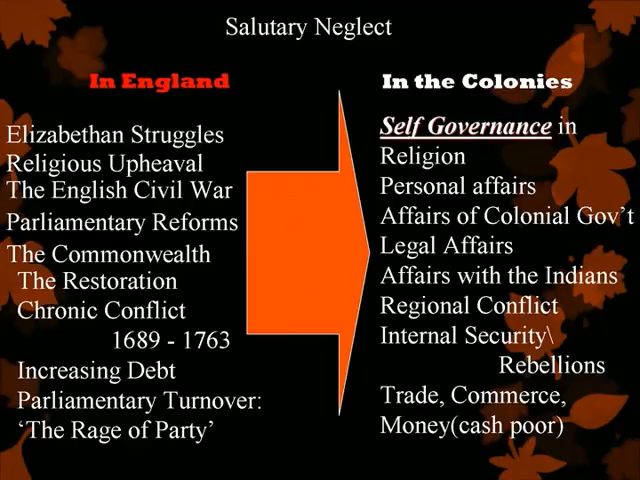 Salutary Neglect
In England
Elizabethan Struggles
Religious Upheaval
The English Civil War
Parliamentary Reforms
The Commonwealth
The Restoration
Chronic Conflict
1689 - 1763
Increasing Debt
Parliamentary Turnover:
‘The Rage of Party’
In the Colonies
Self Governance in
Religion
Personal affairs
Affairs of Colonial Gov’t
Legal Affairs
Affairs with the Indians
Regional Conflict
Internal Security\
Rebellions
Trade, Commerce,
Money(cash poor)